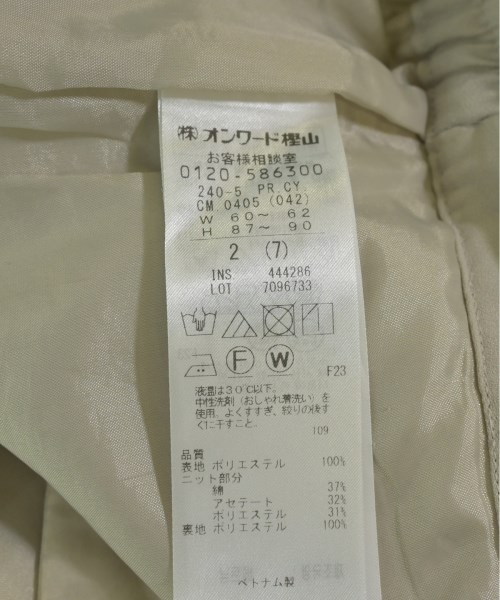 (株)オンワード樫山
お客様相談室
0120-586300
240-5 PR.CY.
CM 0405 (042)
W 60～ 62
H 87～ 90
2 (7)
INS. 444286
LOT 7096733
F W
F23
液温は30℃以下、
中性洗剤(おしゃれ着洗い)を
使用。よくすすぎ、絞りの後す
ぐに干すこと。
109
品質
表地 ポリエステル 100%
ニット部分
綿 37%
アセテート 32%
ポリエステル 31%
裏地 ポリエステル 100%
ベトナム製